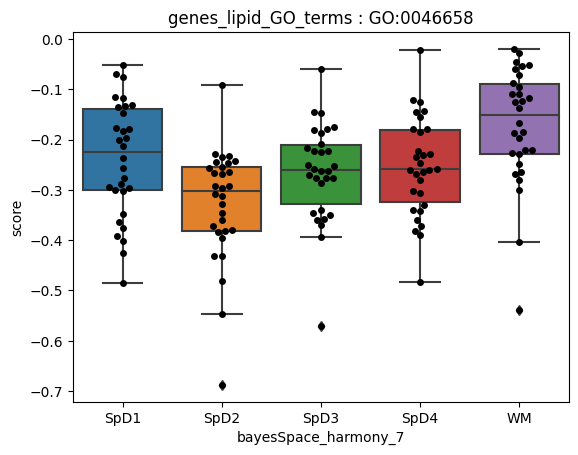 genes_lipid_GO_terms : GO:0046658
0.0
−0.1
−0.2
−0.3
−0.4
−0.5
−0.6
−0.7
score
SpD1 SpD2 SpD3 SpD4 WM
bayesSpace_harmony_7